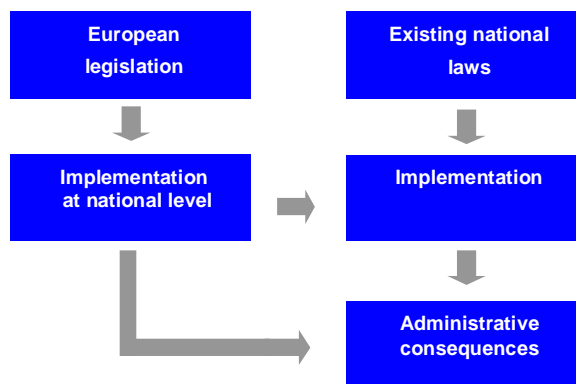 European
legislation
Existing national
laws
Implementation
at national level
Implementation
Administrative
consequences